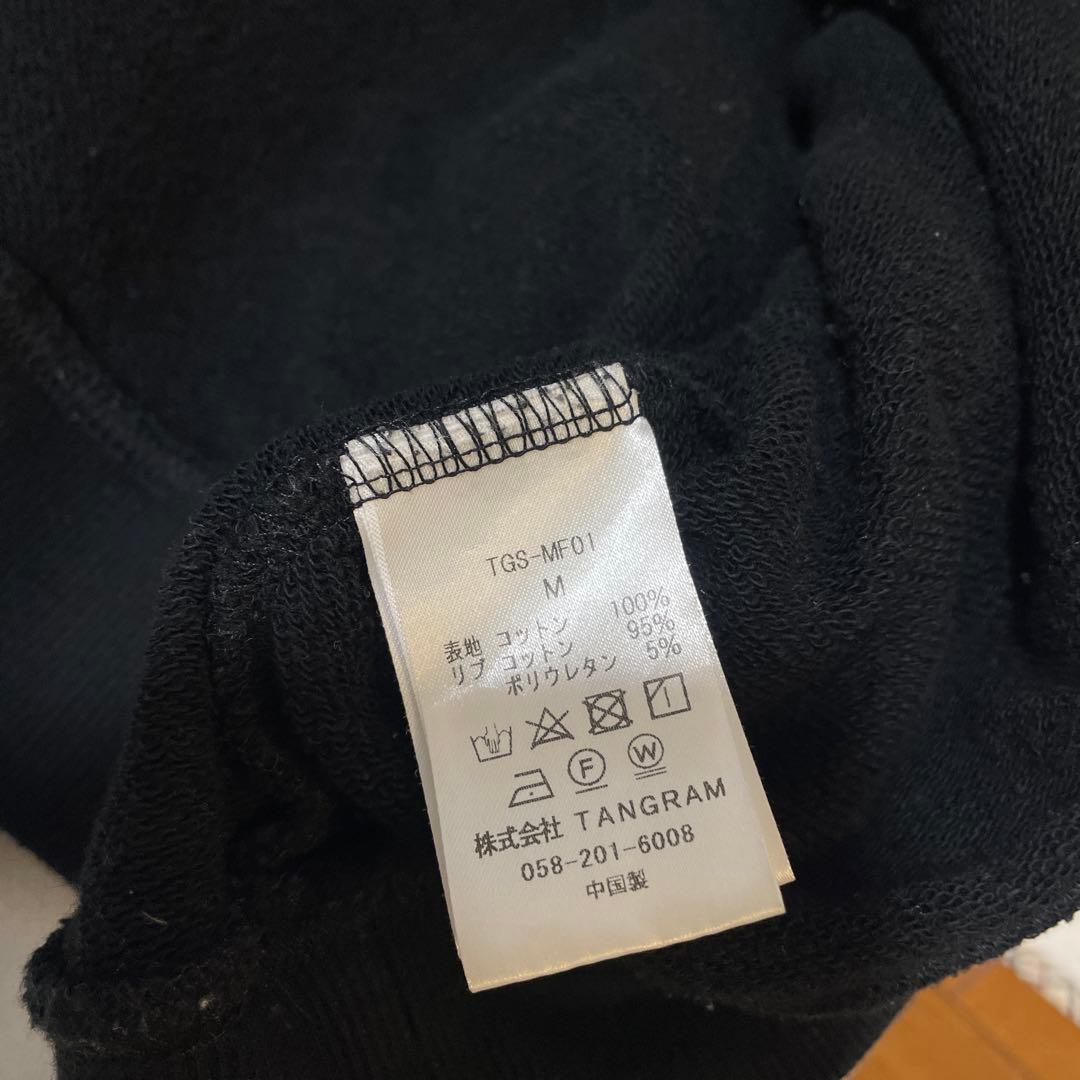 TGS-MF01
M
表地 コットン 100%
リブ コットン 95%
ポリウレタン 5%
F W
株式会社 TANGRAM
058-201-6008
中国製